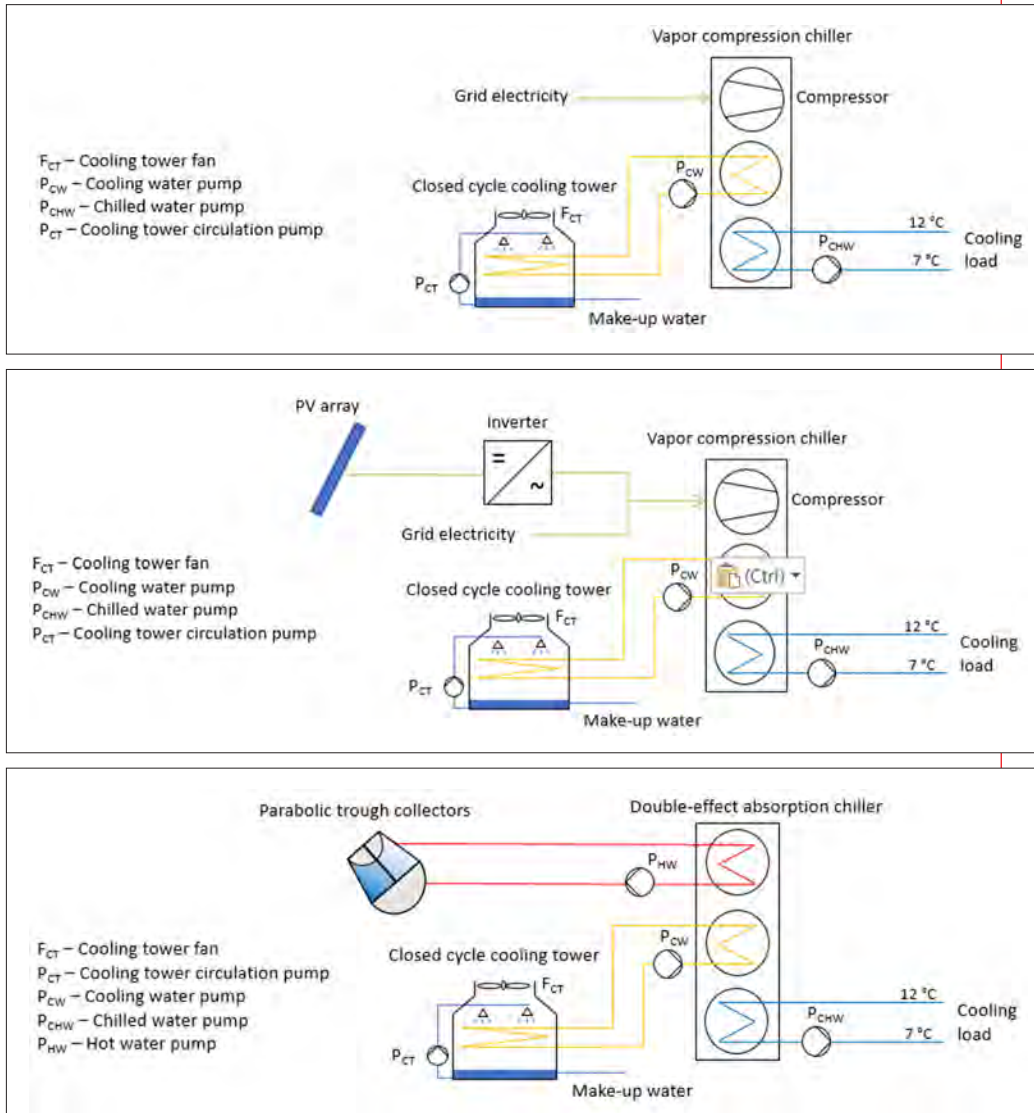 Vapor compression chiller
Grid electricity
Compressor
F_CT – Cooling tower fan
P_CW – Cooling water pump
P_CHW – Chilled water pump
P_CT – Cooling tower circulation pump
Closed cycle cooling tower
P_CW
F_CT
P_CT
12 °C
P_CHW
7 °C
Cooling
load
Make-up water
PV array
Inverter
Vapor compression chiller
=
~
Compressor
Grid electricity
F_CT – Cooling tower fan
P_CW – Cooling water pump
P_CHW – Chilled water pump
P_CT – Cooling tower circulation pump
Closed cycle cooling tower
P_CW
(Ctrl)
F_CT
P_CT
12 °C
P_CHW
7 °C
Cooling
load
Make-up water
Parabolic trough collectors
Double-effect absorption chiller
P_HW
F_CT – Cooling tower fan
P_CT – Cooling tower circulation pump
P_CW – Cooling water pump
P_CHW – Chilled water pump
P_HW – Hot water pump
Closed cycle cooling tower
P_CW
F_CT
P_CT
12 °C
P_CHW
7 °C
Cooling
load
Make-up water